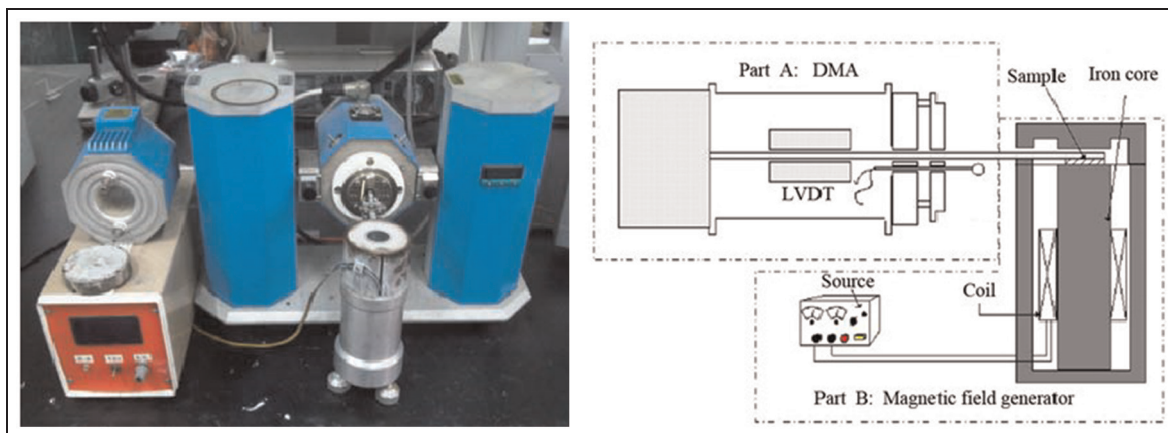 Part A: DMA
Sample
Iron core
LVDT
Source
Coil
Part B: Magnetic field generator